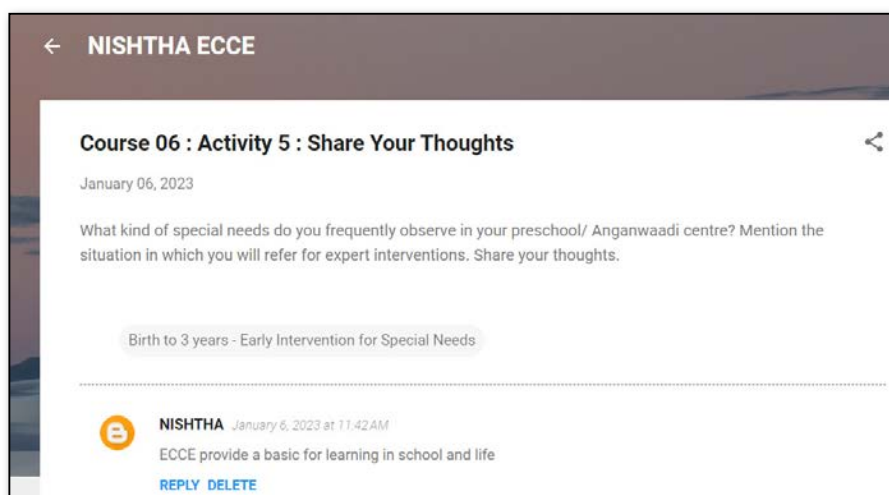 NISHTHA ECCE
Course 06 : Activity 5 : Share Your Thoughts
January 06, 2023
What kind of special needs do you frequently observe in your preschool/ Anganwaadi centre? Mention the
situation in which you will refer for expert interventions. Share your thoughts.
Birth to 3 years - Early Intervention for Special Needs
NISHTHA January 6, 2023 at 11:42 AM
ECCE provide a basic for learning in school and life
REPLY DELETE